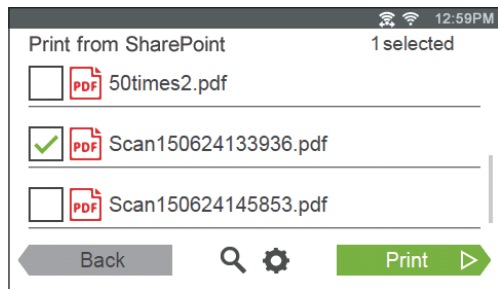 12:59PM
Print from SharePoint 1 selected
PDF 50times2.pdf
PDF Scan150624133936.pdf
PDF Scan150624145853.pdf
Back Print